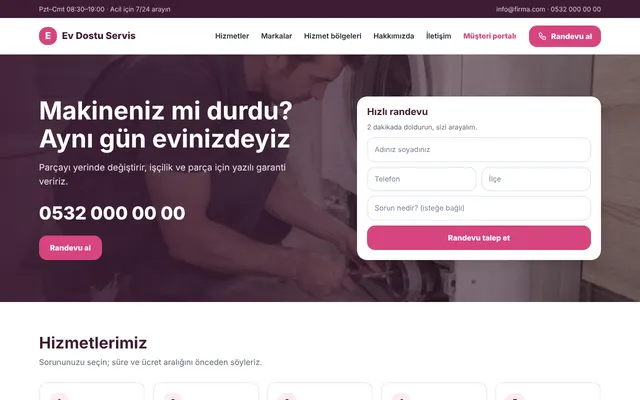 Pzt–Cmt 08:30–19:00 · Acil için 7/24 arayın
info@firma.com · 0532 000 00 00
E Ev Dostu Servis
Hizmetler Markalar Hizmet bölgeleri Hakkımızda İletişim Müşteri portalı Randevu al
Makineniz mi durdu?
Aynı gün evinizdeyiz
Parçayı yerinde değiştirir, işçilik ve parça için yazılı garanti
veririz.
0532 000 00 00
Randevu al
Hızlı randevu
2 dakikada doldurun, sizi arayalım.
Adınız soyadınız
Telefon İlçe
Sorun nedir? (isteğe bağlı)
Randevu talep et
Hizmetlerimiz
Sorununuzu seçin; süre ve ücret aralığını önceden söyleriz.